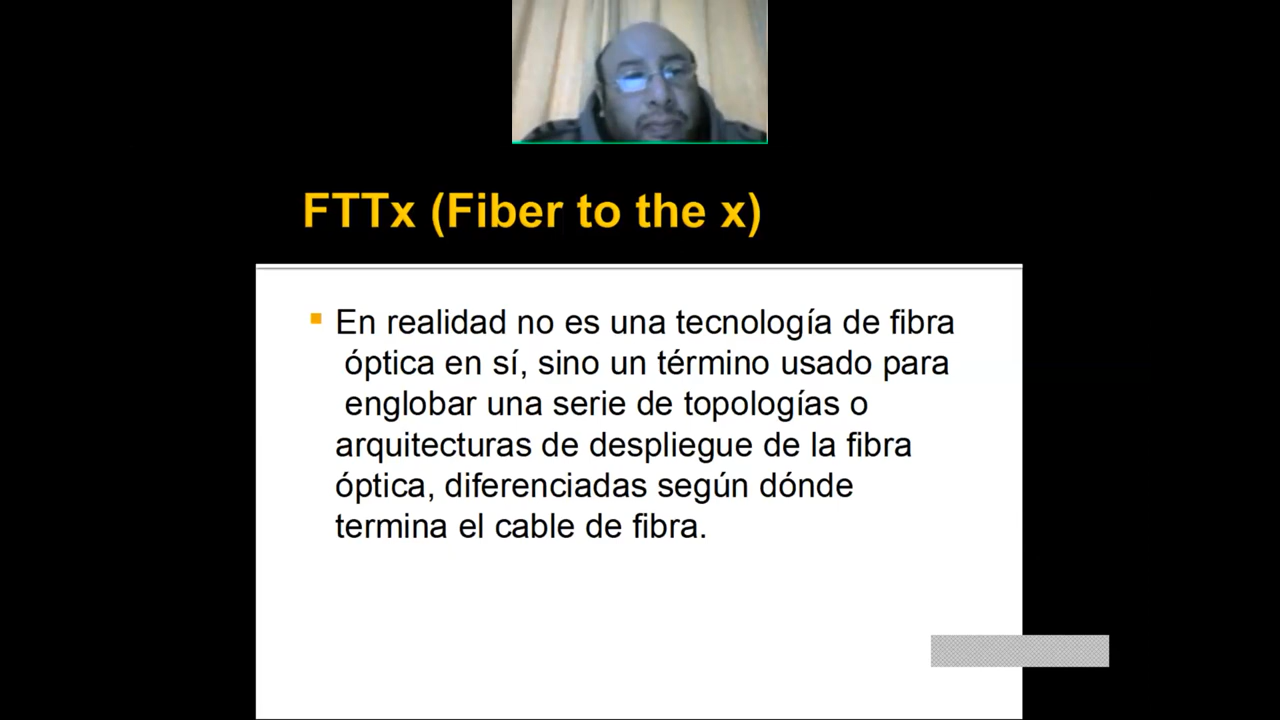 FTTx (Fiber to the x)
En realidad no es una tecnología de fibra
óptica en sí, sino un término usado para
englobar una serie de topologías o
arquitecturas de despliegue de la fibra
óptica, diferenciadas según dónde
termina el cable de fibra.